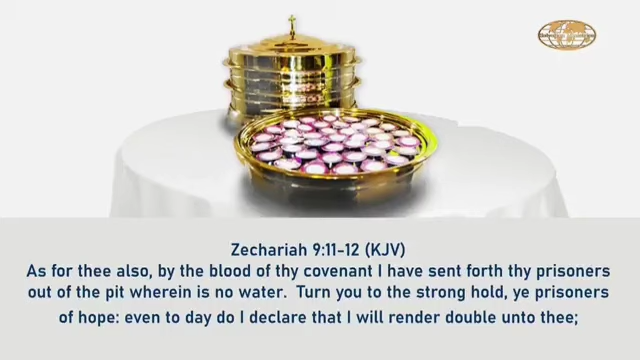 Zechariah 9:11-12 (KJV)
As for thee also, by the blood of thy covenant I have sent forth thy prisoners
out of the pit wherein is no water.  Turn you to the strong hold, ye prisoners
of hope: even to day do I declare that I will render double unto thee;